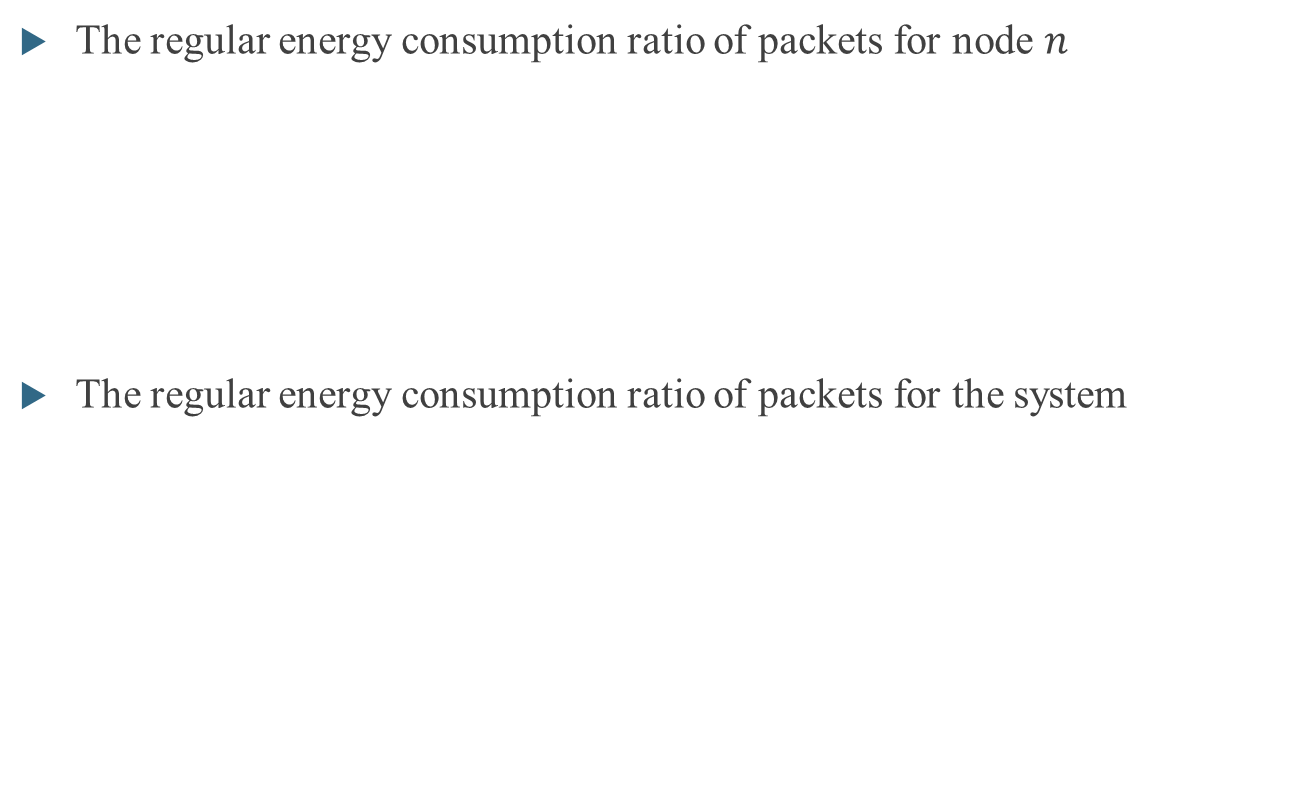 The regular energy consumption ratio of packets for node n
The regular energy consumption ratio of packets for the system